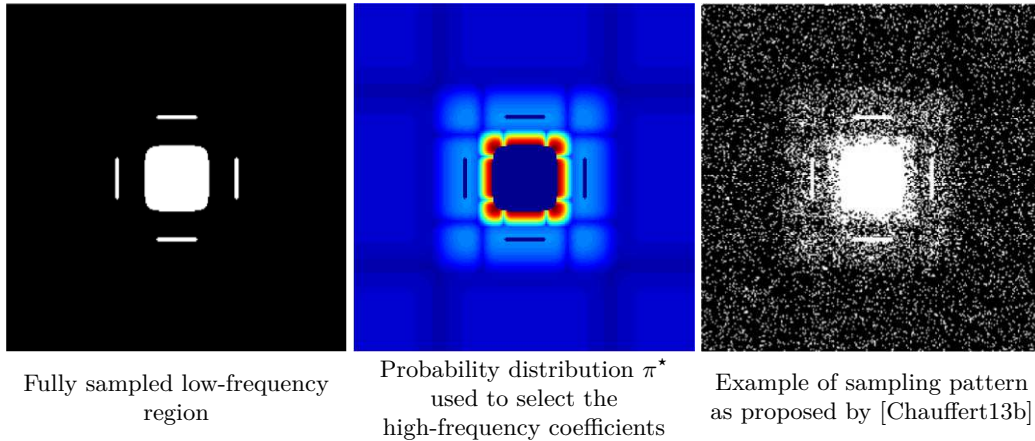 Fully sampled low-frequency
region
Probability distribution π*
used to select the
high-frequency coefficients
Example of sampling pattern
as proposed by [Chauffert13b]